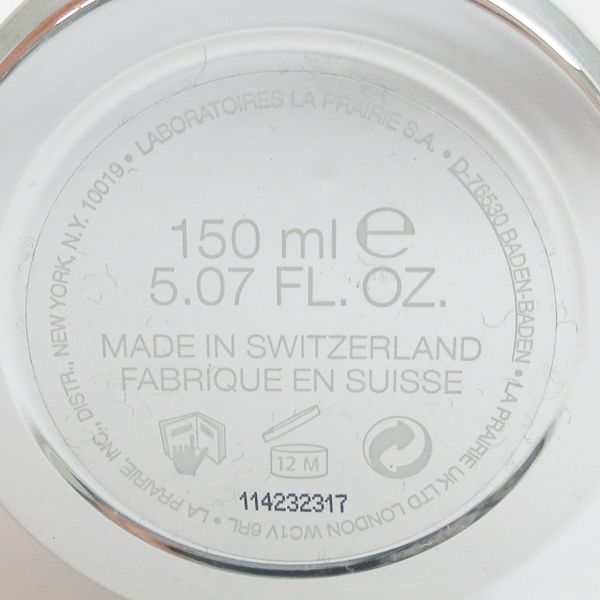 LABORATOIRES LA PRAIRIE S.A. • D-76530 BADEN-BADEN • LA PRAIRIE UK LTD LONDON WC1V 6RL • LA PRAIRIE, INC., DISTR., NEW YORK, N.Y. 10019 •
150 ml e
5.07 FL. OZ.
MADE IN SWITZERLAND
FABRIQUE EN SUISSE
12 M
114232317